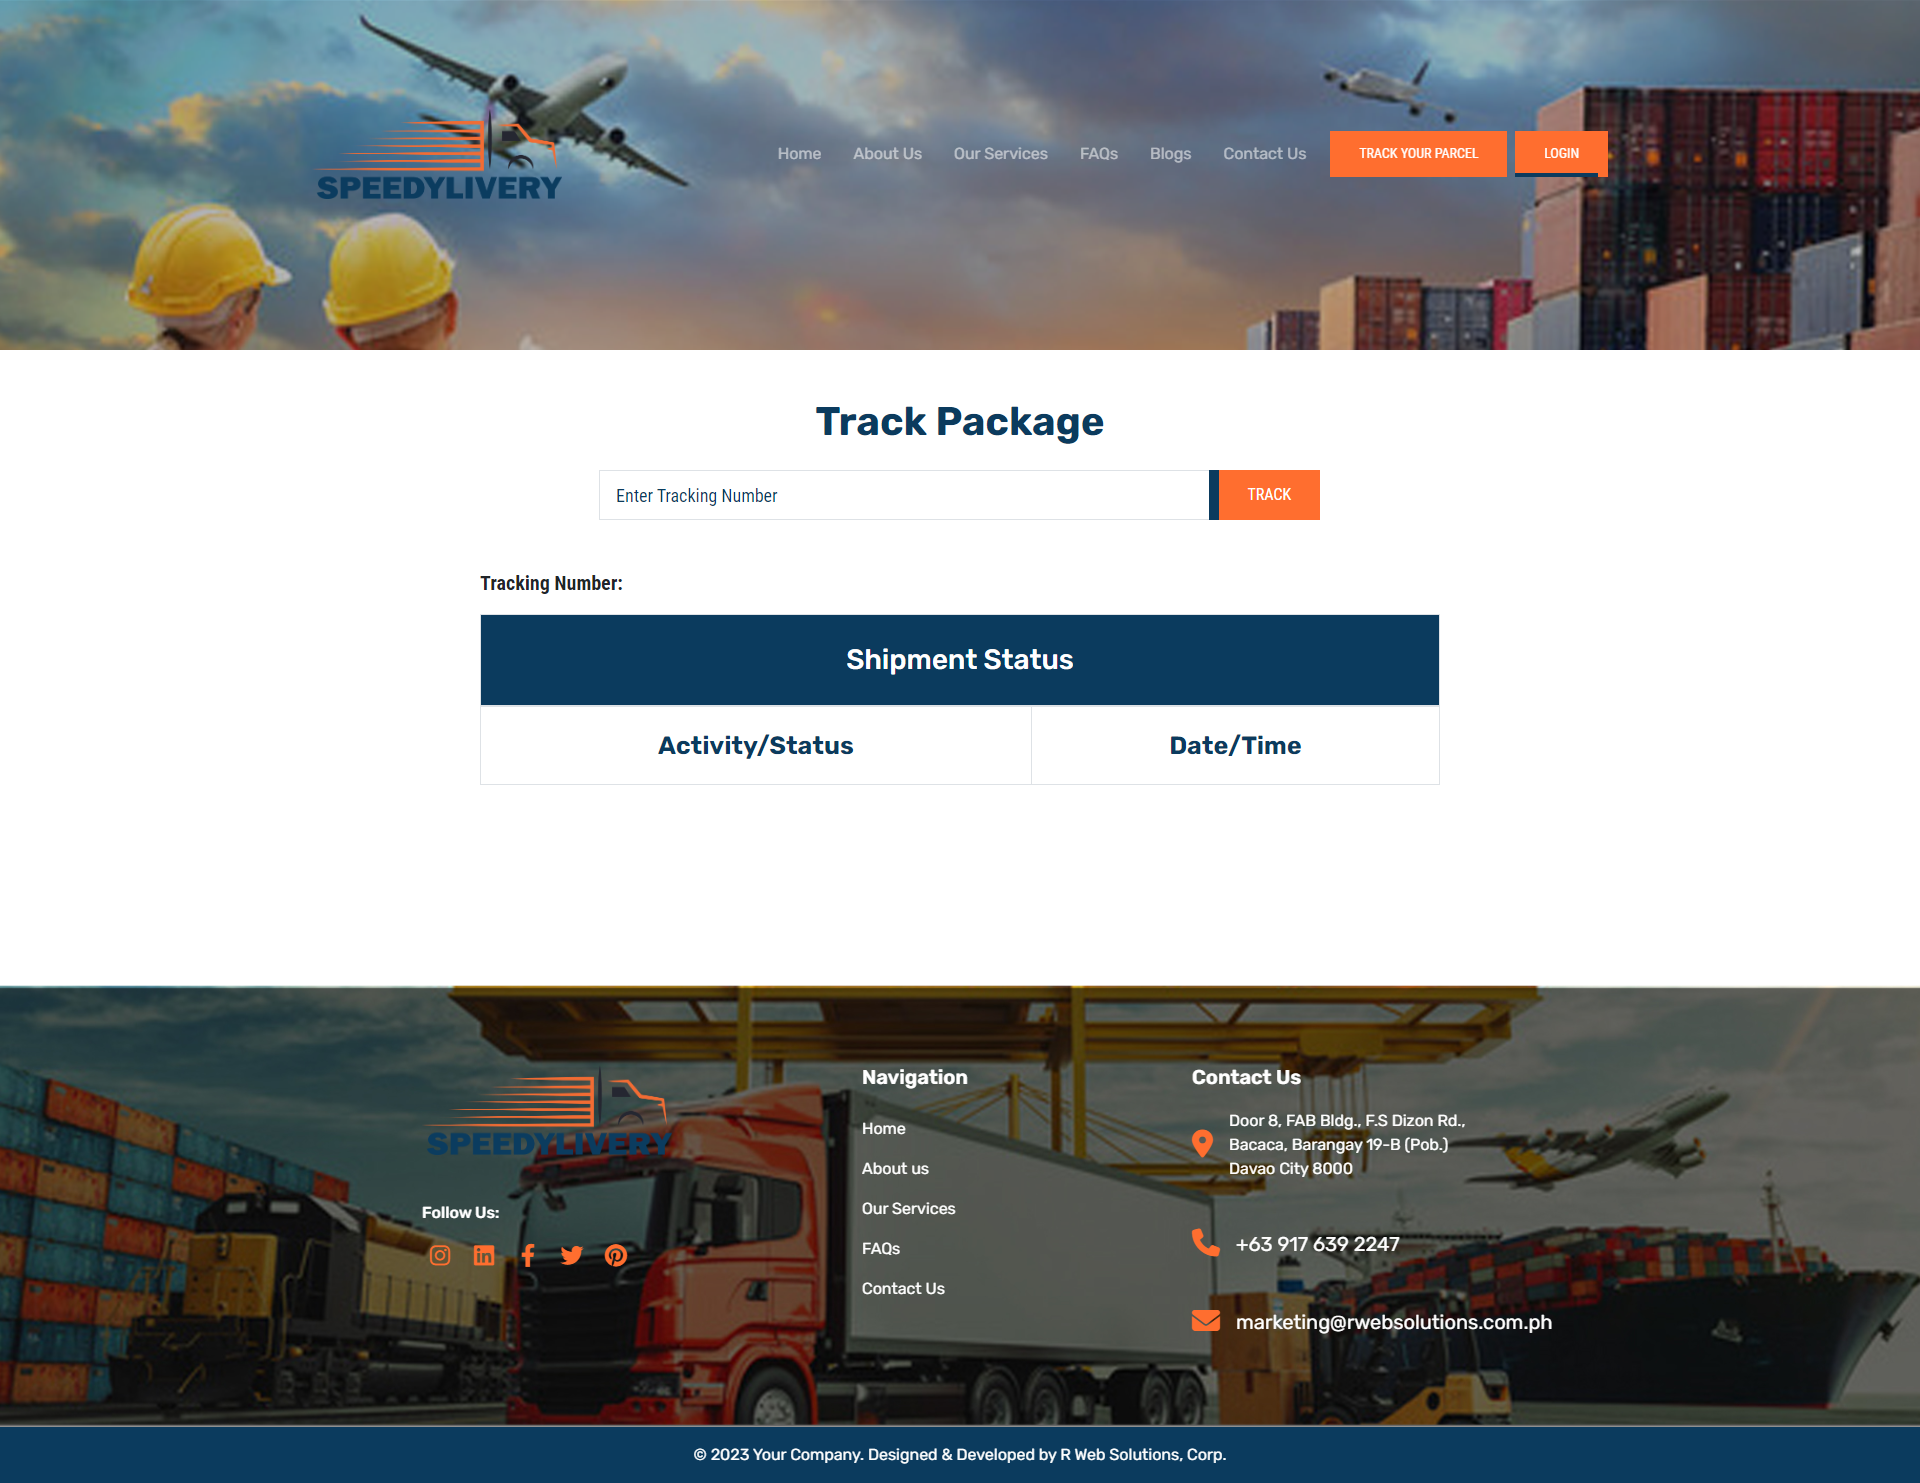 SPEEDYLIVERY
Home
About Us
Our Services
FAQs
Blogs
Contact Us
TRACK YOUR PARCEL
LOGIN
Track Package
Enter Tracking Number
TRACK
Tracking Number:
Shipment Status
Activity/Status
Date/Time
SPEEDYLIVERY
Follow Us:
Navigation
Home
About us
Our Services
FAQs
Contact Us
Contact Us
Door 8, FAB Bldg., F.S Dizon Rd.,
Bacaca, Barangay 19-B (Pob.)
Davao City 8000
+63 917 639 2247
marketing@rwebsolutions.com.ph
© 2023 Your Company. Designed & Developed by R Web Solutions, Corp.